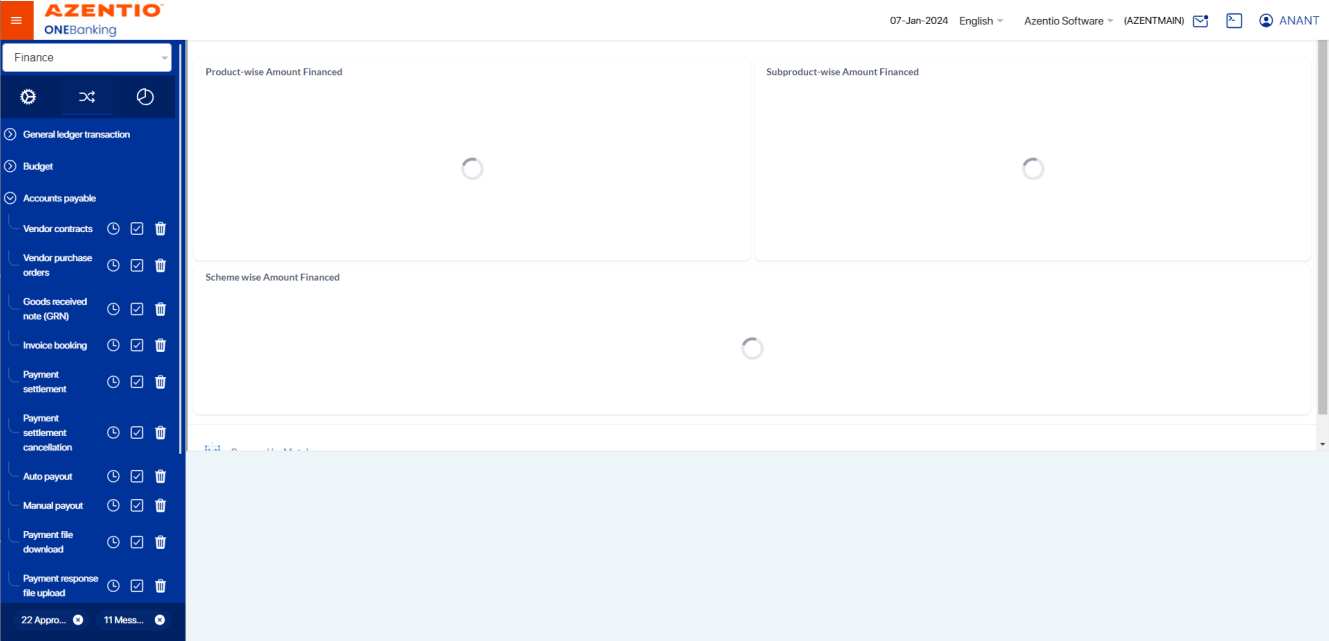 AZENTIO
ONEBanking
07-Jan-2024 English Azentio Software (AZENTMAIN) ANANT
Finance
General ledger transaction
Budget
Accounts payable
Vendor contracts
Vendor purchase
orders
Goods received
note (GRN)
Invoice booking
Payment
settlement
Payment
settlement
cancellation
Auto payout
Manual payout
Payment file
download
Payment response
file upload
22 Appro... 11 Mess...
Product-wise Amount Financed
Subproduct-wise Amount Financed
Scheme wise Amount Financed